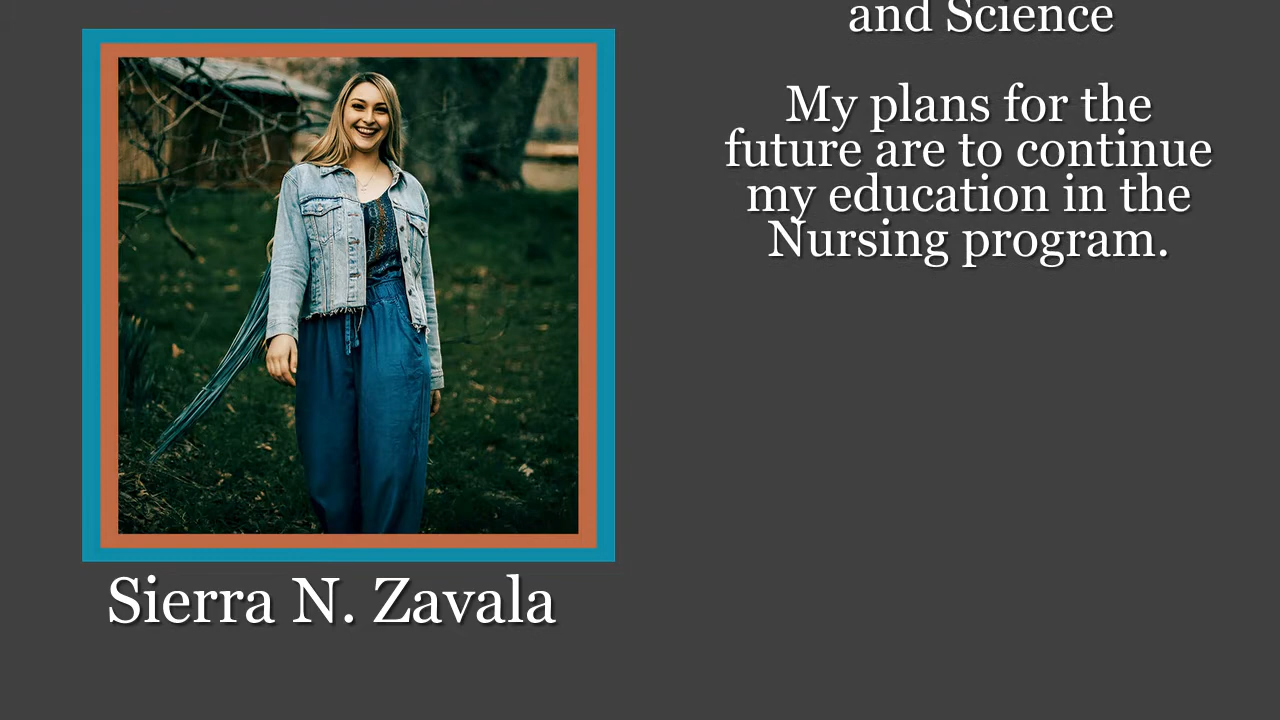 and Science
My plans for the
future are to continue
my education in the
Nursing program.
Sierra N. Zavala